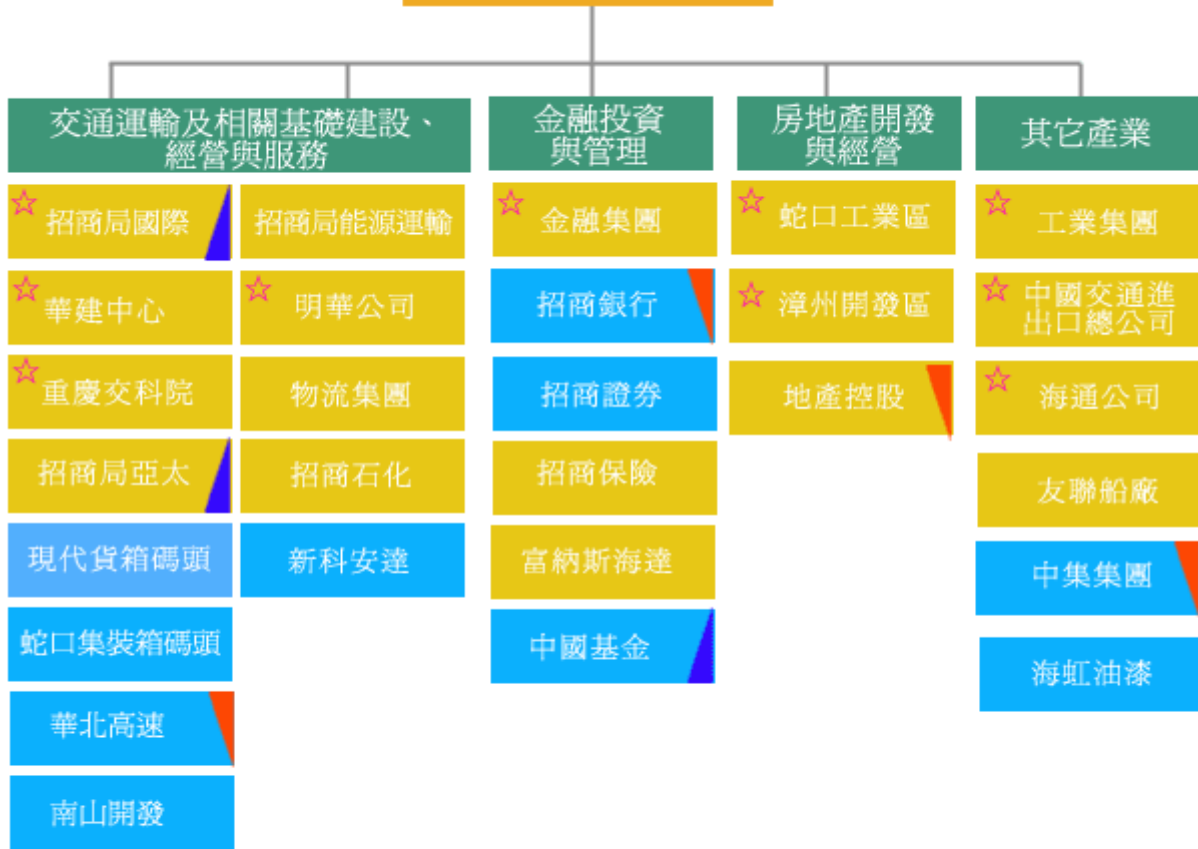 交通運輸及相關基礎建設、
經營與服務
招商局國際
華建中心
重慶交科院
招商局亞太
現代貨箱碼頭
蛇口集裝箱碼頭
華北高速
南山開發
招商局能源運輸
明華公司
物流集團
招商石化
新科安達
金融投資
與管理
金融集團
招商銀行
招商證券
招商保險
富納斯海達
中國基金
房地產開發
與經營
蛇口工業區
漳州開發區
地產控股
其它產業
工業集團
中國交通進
出口總公司
海通公司
友聯船廠
中集集團
海虹油漆